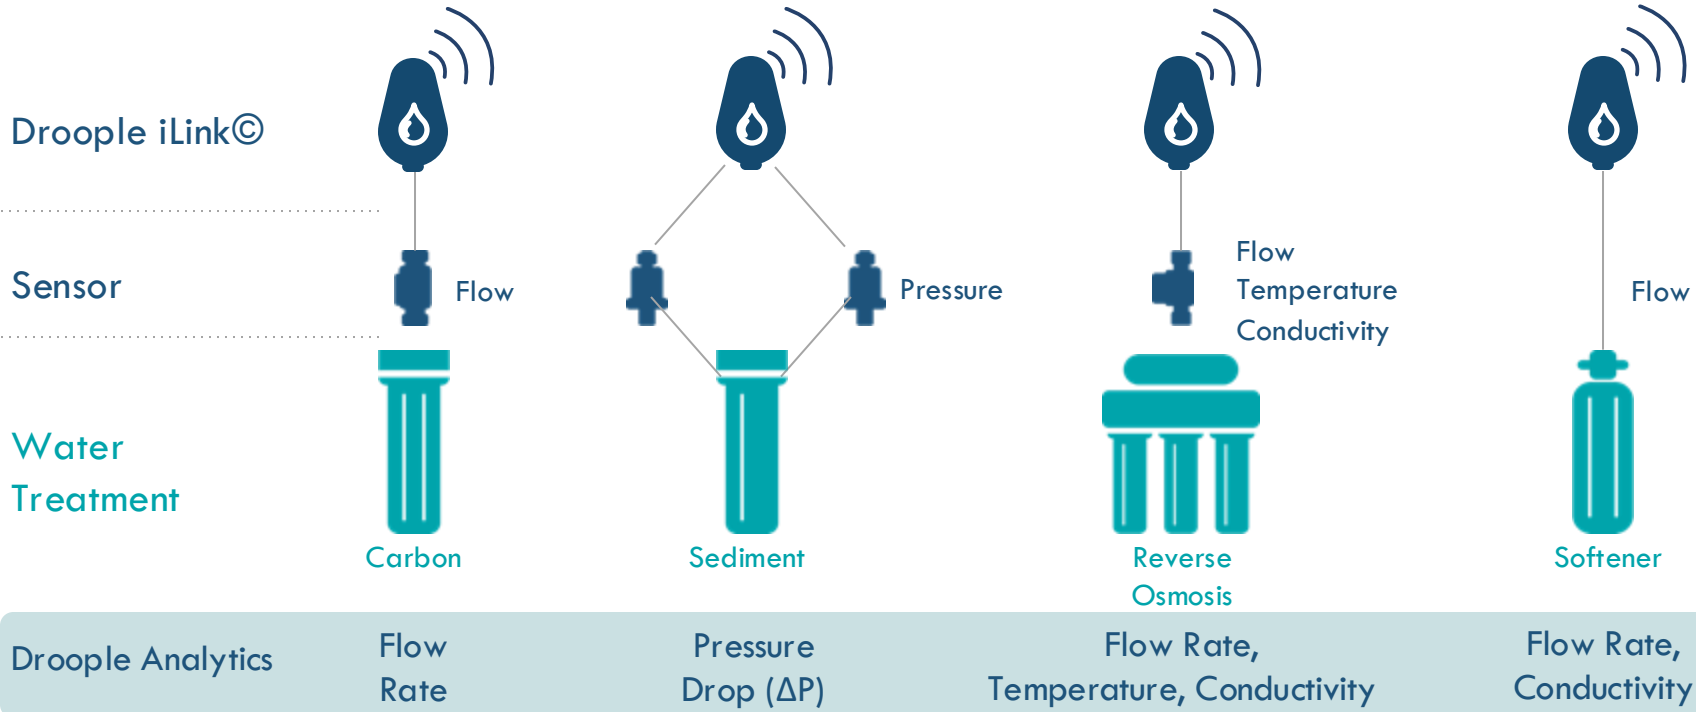 Droople iLink©
Sensor
Flow
Pressure
Flow
Temperature
Conductivity
Flow
Water
Treatment
Carbon
Sediment
Reverse
Osmosis
Softener
Droople Analytics
Flow
Rate
Pressure
Drop (ΔP)
Flow Rate,
Temperature, Conductivity
Flow Rate,
Conductivity